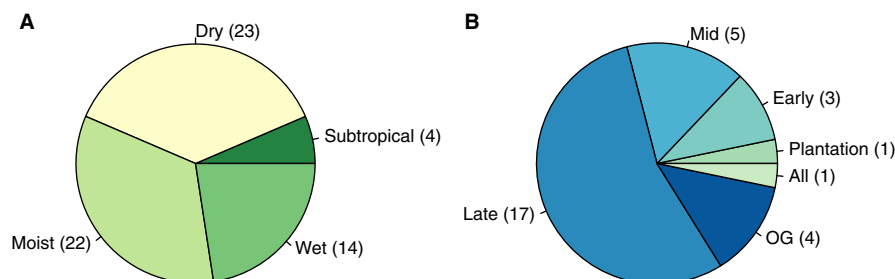 A
Dry (23)
Subtropical (4)
Moist (22)
Wet (14)
B
Mid (5)
Early (3)
Plantation (1)
All (1)
Late (17)
OG (4)